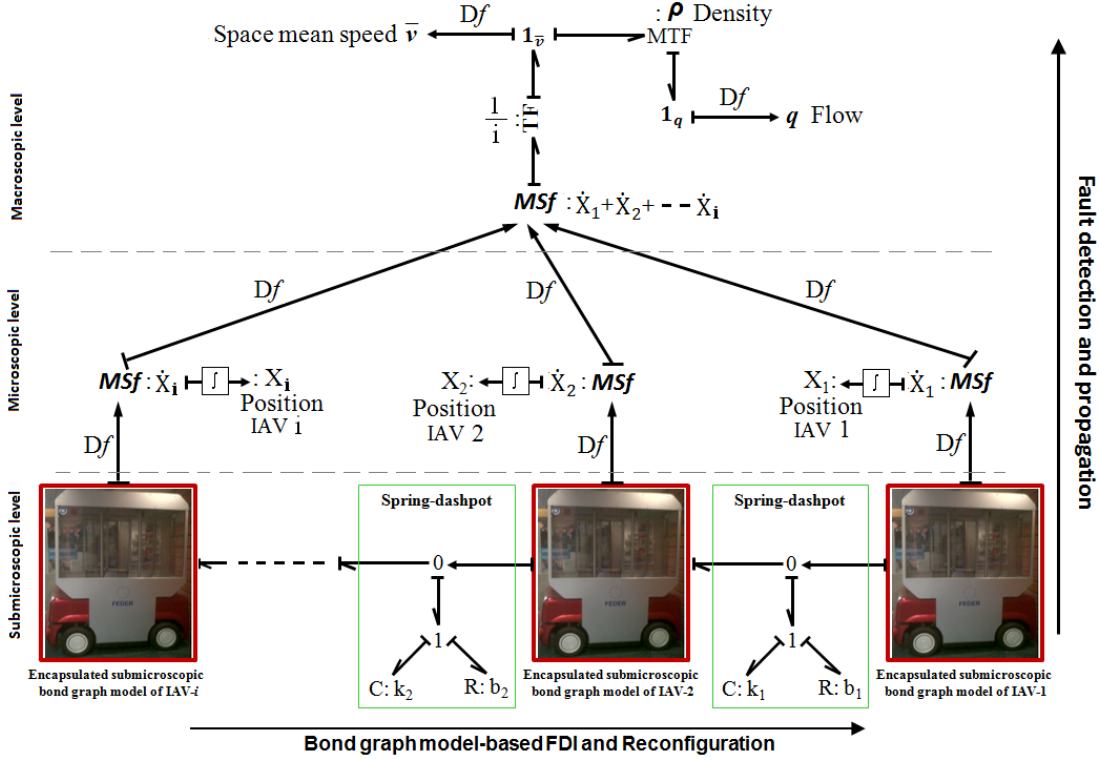 : ρ Density
Df
Space mean speed v̄
1v̄
MTF
1/i :
TF
1q
Df
q Flow
Macroscopic level
MSf : Ẋ1+Ẋ2+ -- Ẋi
Fault detection and propagation
Df
Df
Df
Microscopic level
MSf : Ẋi
∫
: Xi
Position
IAV i
X2 :
∫
Ẋ2 : MSf
Position
IAV 2
X1 :
∫
Ẋ1 : MSf
Position
IAV 1
Df
Df
Df
Submicroscopic level
Spring-dashpot
Spring-dashpot
0
0
FEDER
FEDER
FEDER
1
1
Encapsulated submicroscopic
bond graph model of IAV-i
C: k2
R: b2
Encapsulated submicroscopic
bond graph model of IAV-2
C: k1
R: b1
Encapsulated submicroscopic
bond graph model of IAV-1
Bond graph model-based FDI and Reconfiguration